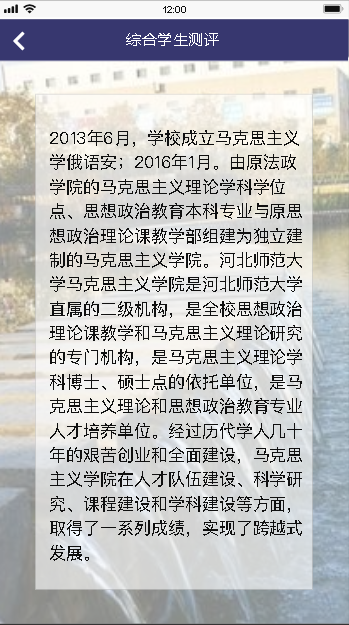 12:00
综合学生测评
2013年6月，学校成立马克思主义
学俄语安；2016年1月。由原法政
学院的马克思主义理论学科学位
点、思想政治教育本科专业与原思
想政治理论课教学部组建为独立建
制的马克思主义学院。河北师范大
学马克思主义学院是河北师范大学
直属的二级机构，是全校思想政治
理论课教学和马克思主义理论研究
的专门机构，是马克思主义理论学
科博士、硕士点的依托单位，是马
克思主义理论和思想政治教育专业
人才培养单位。经过历代学人几十
年的艰苦创业和全面建设，马克思
主义学院在人才队伍建设、科学研
究、课程建设和学科建设等方面，
取得了一系列成绩，实现了跨越式
发展。